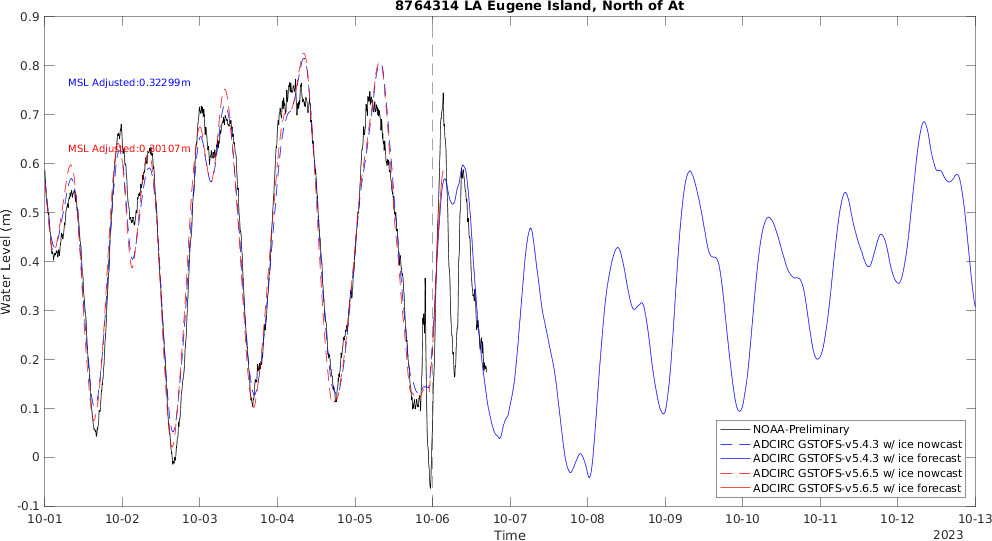 8764314 LA Eugene Island, North of At
0.9
0.8
0.7
0.6
0.5
0.4
0.3
0.2
0.1
0
-0.1
Water Level (m)
MSL Adjusted:0.32299m
MSL Adjusted:0.30107m
NOAA-Preliminary
ADCIRC GSTOFS-v5.4.3 w/ ice nowcast
ADCIRC GSTOFS-v5.4.3 w/ ice forecast
ADCIRC GSTOFS-v5.6.5 w/ ice nowcast
ADCIRC GSTOFS-v5.6.5 w/ ice forecast
10-01 10-02 10-03 10-04 10-05 10-06 10-07 10-08 10-09 10-10 10-11 10-12 10-13
Time
2023